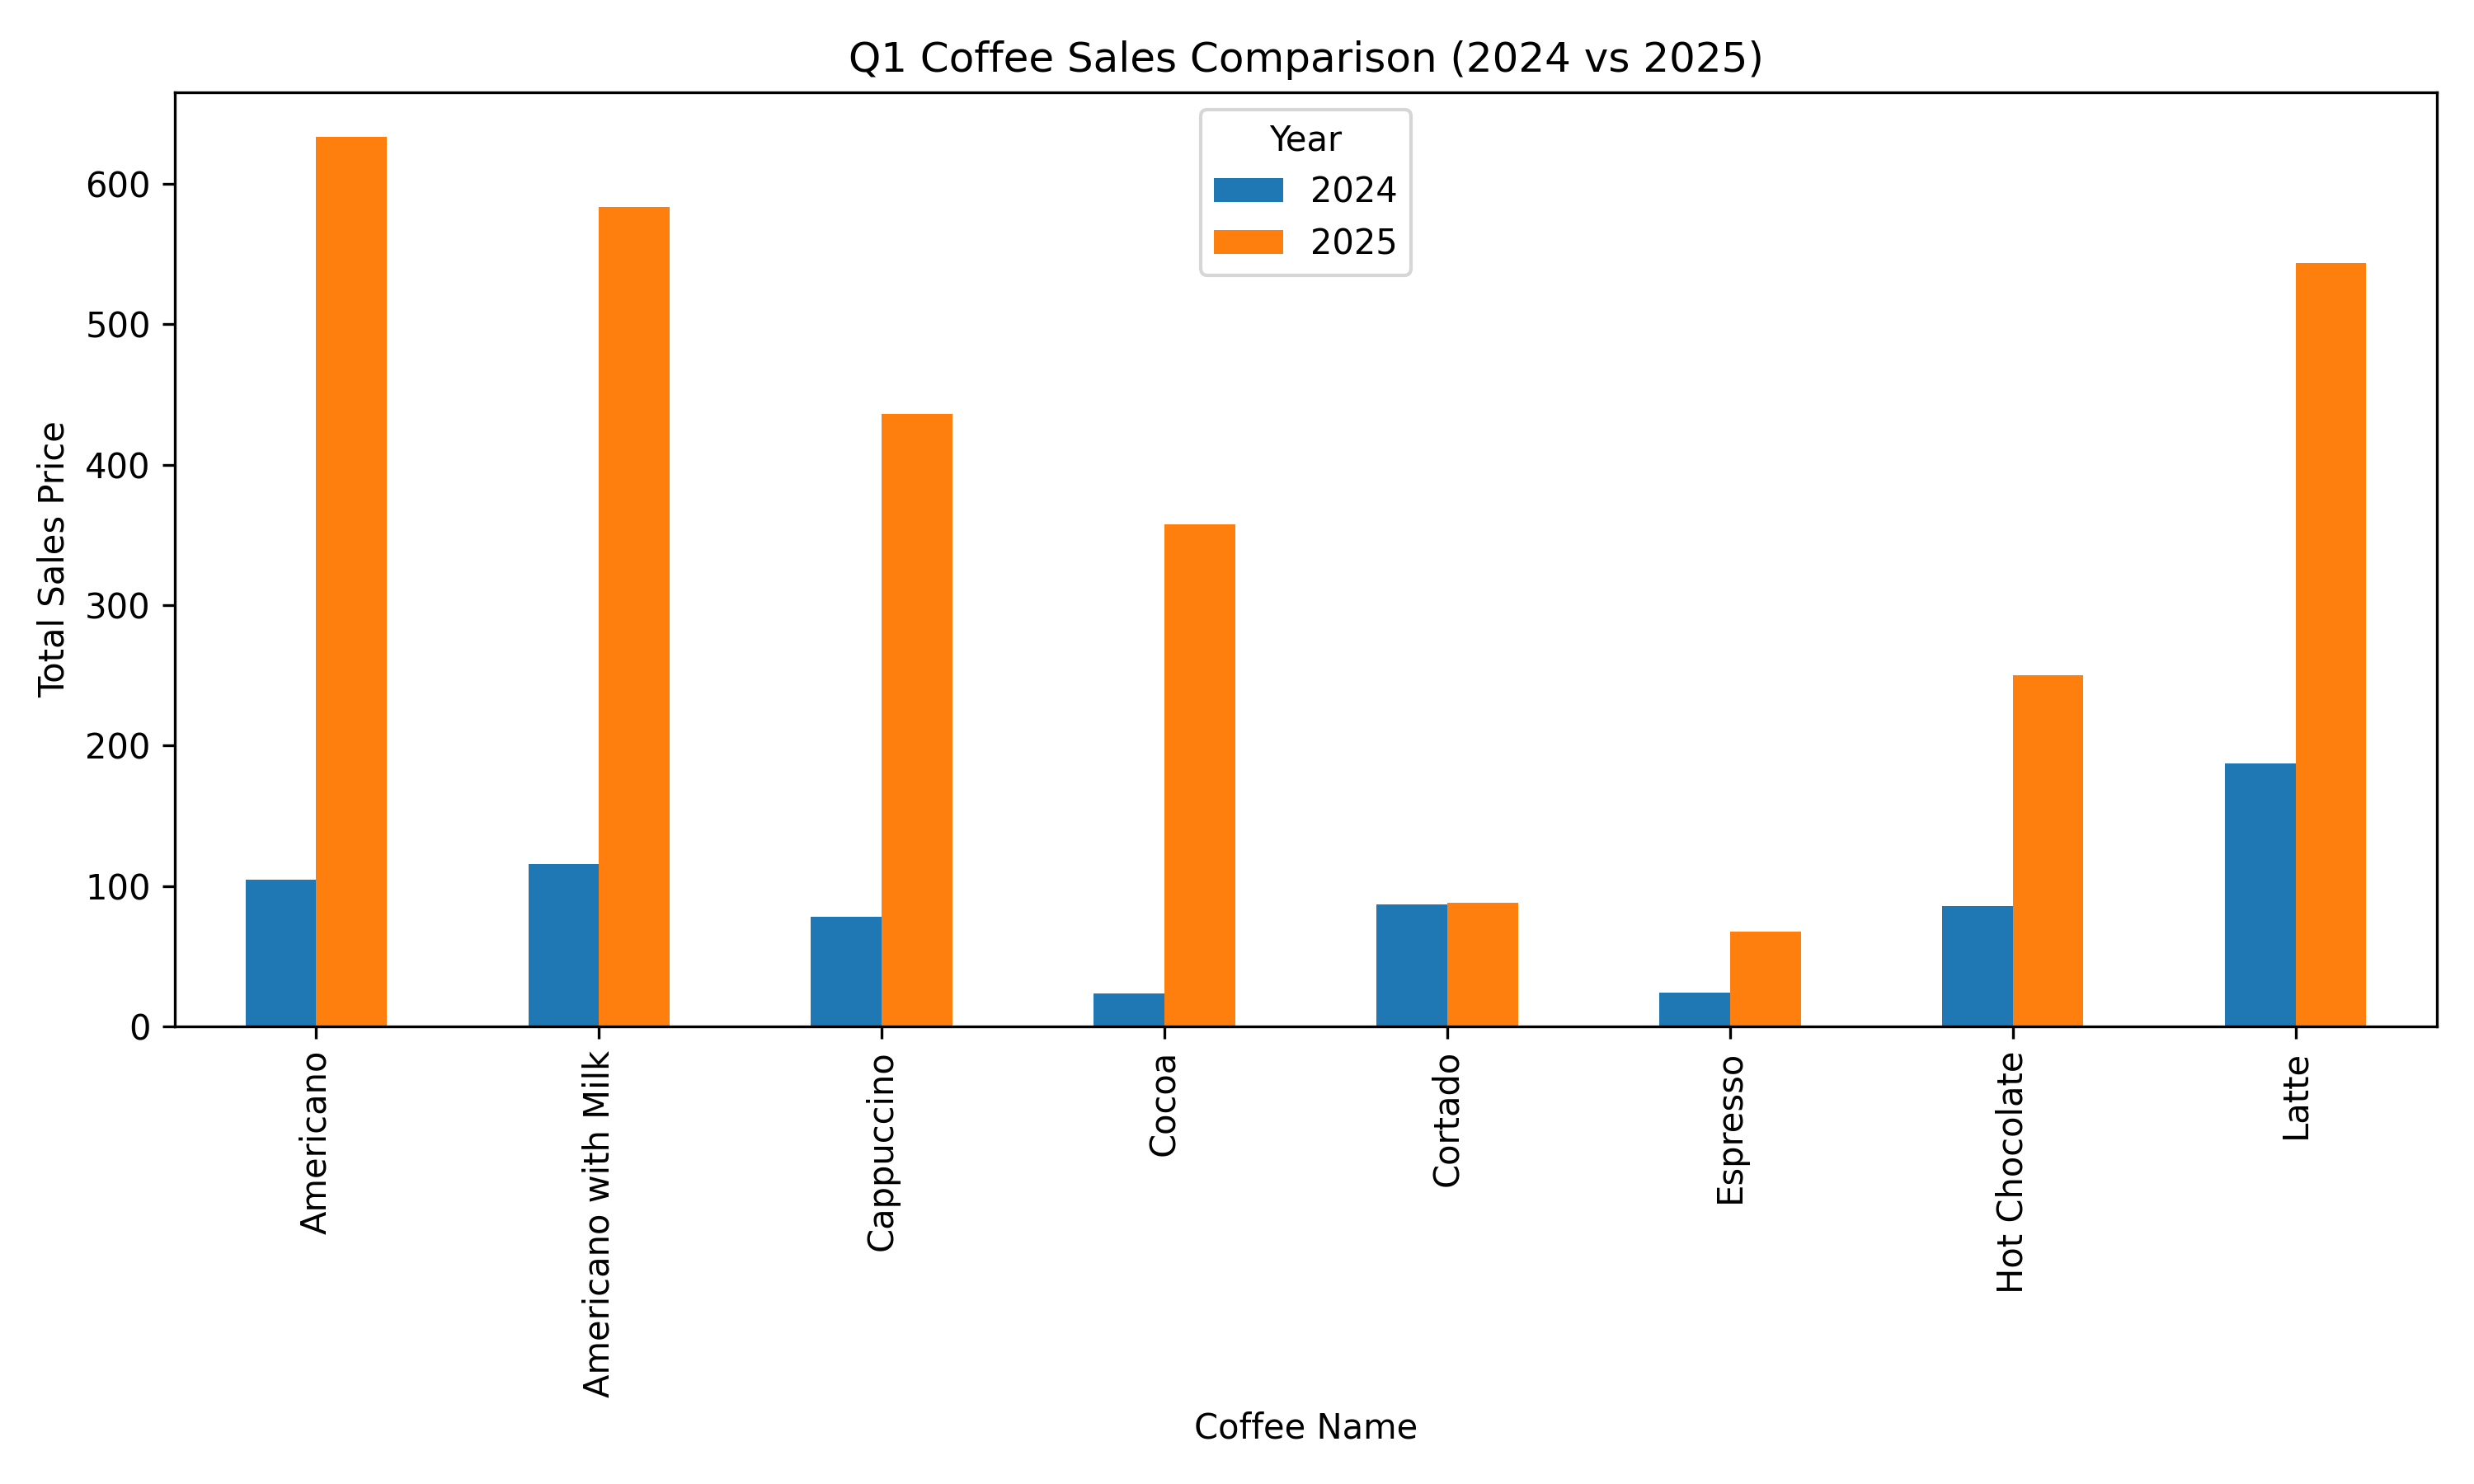 Q1 Coffee Sales Comparison (2024 vs 2025)
Year
2024
2025
Total Sales Price
600
500
400
300
200
100
0
Americano
Americano with Milk
Cappuccino
Cocoa
Cortado
Espresso
Hot Chocolate
Latte
Coffee Name